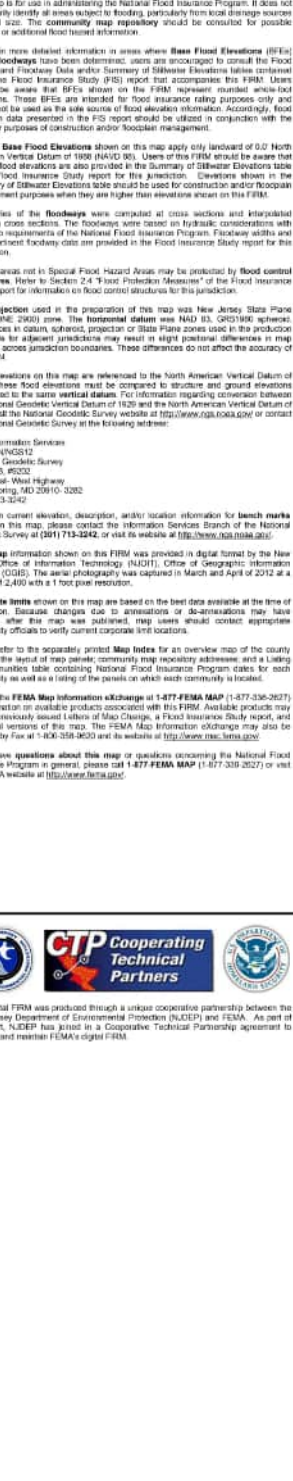 p is for use in administering the National Flood Insurance Program. It does not
ily identify all areas subject to flooding, particularly from local drainage sources
l size. The community map repository should be consulted for possible
or additional flood hazard information.
n more detailed information in areas where Base Flood Elevations (BFEs)
loodways have been determined, users are encouraged to consult the Flood
and Floodway Data and/or Summary of Stillwater Elevations tables contained
e Flood Insurance Study (FIS) report that accompanies this FIRM. Users
be aware that BFEs shown on the FIRM represent rounded whole-foot
ns. These BFEs are intended for flood insurance rating purposes only and
not be used as the sole source of flood elevation information. Accordingly, flood
n data presented in the FIS report should be utilized in conjunction with the
r purposes of construction and/or floodplain management.
Base Flood Elevations shown on this map apply only landward of 0.0' North
n Vertical Datum of 1988 (NAVD 88). Users of this FIRM should be aware that
lood elevations are also provided in the Summary of Stillwater Elevations table
lood Insurance Study report for this jurisdiction. Elevations shown in the
y of Stillwater Elevations table should be used for construction and/or floodplain
ment purposes when they are higher than elevations shown on this FIRM.
ies of the floodways were computed at cross sections and interpolated
cross sections. The floodways were based on hydraulic considerations with
o requirements of the National Flood Insurance Program. Floodway widths and
rtinent floodway data are provided in the Flood Insurance Study report for this
on.
areas not in Special Flood Hazard Areas may be protected by flood control
es. Refer to Section 2.4 "Flood Protection Measures" of the Flood Insurance
port for information on flood control structures for this jurisdiction.
ojection used in the preparation of this map was New Jersey State Plane
NE 2900) zone. The horizontal datum was NAD 83, GRS1980 spheroid.
ces in datum, spheroid, projection or State Plane zones used in the production
s for adjacent jurisdictions may result in slight positional differences in map
across jurisdiction boundaries. These differences do not affect the accuracy of
evations on this map are referenced to the North American Vertical Datum of
hese flood elevations must be compared to structure and ground elevations
ed to the same vertical datum. For information regarding conversion between
onal Geodetic Vertical Datum of 1929 and the North American Vertical Datum of
sit the National Geodetic Survey website at http://www.ngs.noaa.gov/ or contact
onal Geodetic Survey at the following address:
ormation Services
N/NGS12
Geodetic Survey
3, #9202
st-West Highway
pring, MD 20910-3282
3-3242
n current elevation, description, and/or location information for bench marks
n this map, please contact the Information Services Branch of the National
Survey at (301) 713-3242, or visit its website at http://www.ngs.noaa.gov/.
ap information shown on this FIRM was provided in digital format by the New
Office of Information Technology (NJOIT), Office of Geographic Information
(OGIS). The aerial photography was captured in March and April of 2012 at a
f 2,400 with a 1 foot pixel resolution.
te limits shown on this map are based on the best data available at the time of
on. Because changes due to annexations or de-annexations may have
after this map was published, map users should contact appropriate
ty officials to verify current corporate limit locations.
efer to the separately printed Map Index for an overview map of the county
the layout of map panels; community map repository addresses; and a Listing
munities table containing National Flood Insurance Program dates for each
ity as well as a listing of the panels on which each community is located.
the FEMA Map Information eXchange at 1-877-FEMA MAP (1-877-336-2627)
mation on available products associated with this FIRM. Available products may
reviously issued Letters of Map Change, a Flood Insurance Study report, and
al versions of this map. The FEMA Map Information eXchange may also be
by Fax at 1-800-358-9620 and its website at http://www.msc.fema.gov/
ave questions about this map or questions concerning the National Flood
e Program in general, please call 1-877-FEMA MAP (1-877-336-2627) or visit
A website at http://www.fema.gov/.
CTP Cooperating
Technical
Partners
tal FIRM was produced through a unique cooperative partnership between the
sey Department of Environmental Protection (NJDEP) and FEMA. As part of
t, NJDEP has joined in a Cooperative Technical Partnership agreement to
and maintain FEMA's digital FIRM.